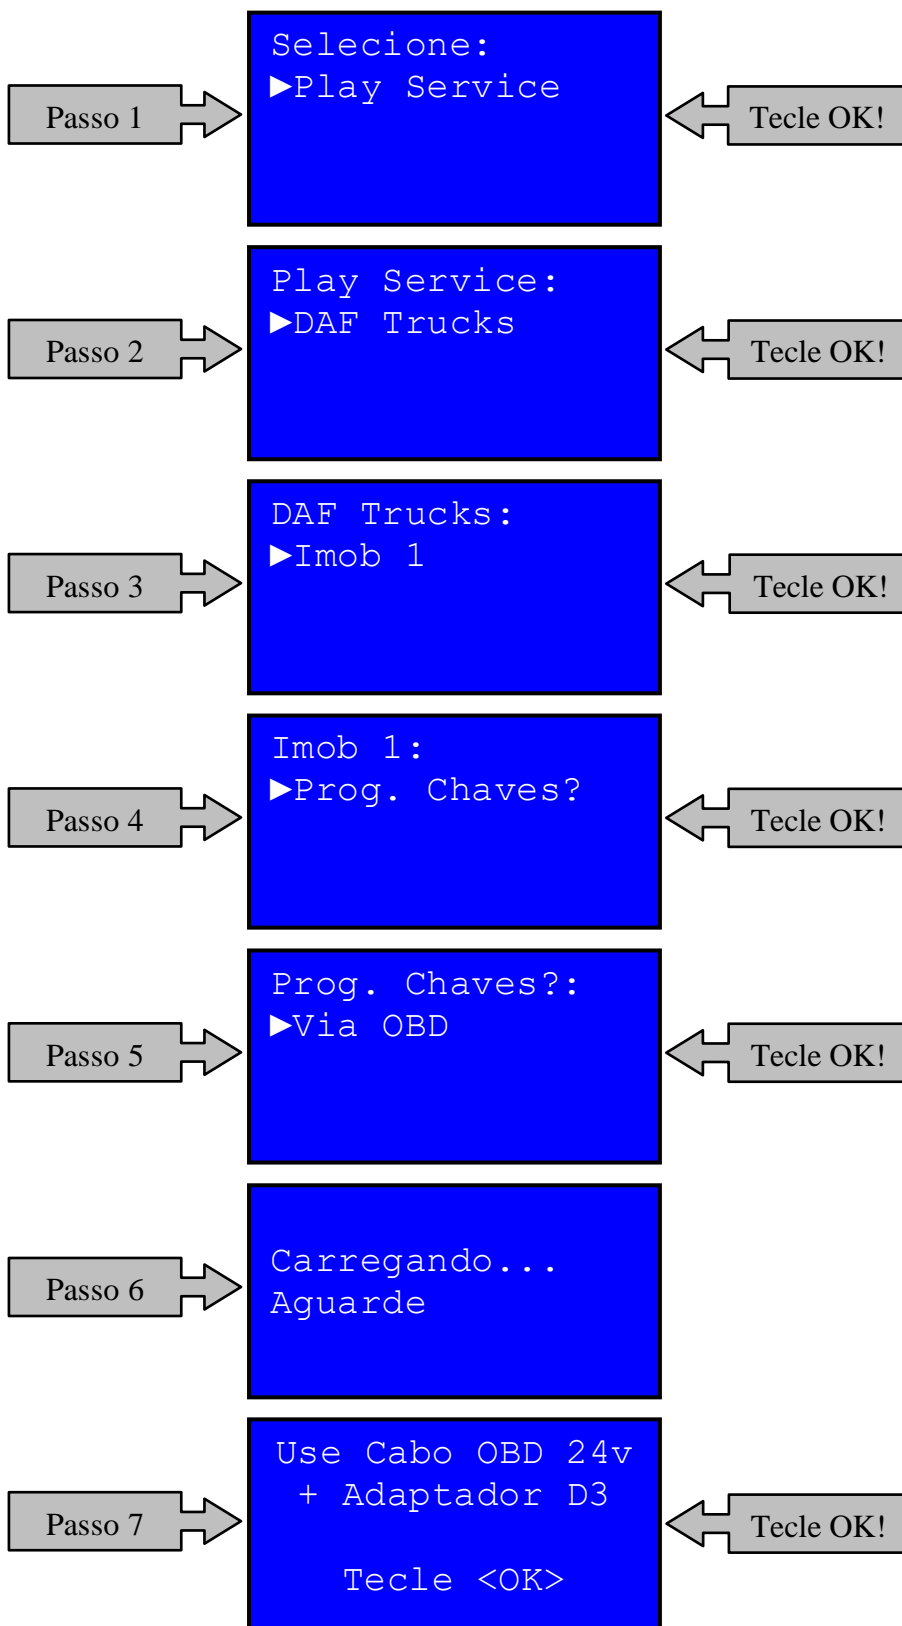 Passo 1
Selecione:
►Play Service
Tecle OK!
Passo 2
Play Service:
►DAF Trucks
Tecle OK!
Passo 3
DAF Trucks:
►Imob 1
Tecle OK!
Passo 4
Imob 1:
►Prog. Chaves?
Tecle OK!
Passo 5
Prog. Chaves?:
►Via OBD
Tecle OK!
Passo 6
Carregando...
Aguarde
Passo 7
Use Cabo OBD 24v
+ Adaptador D3
Tecle <OK>
Tecle OK!